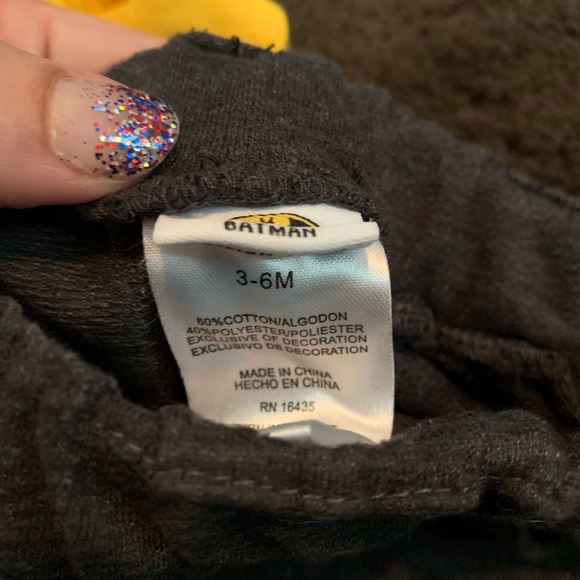 BATMAN
3-6M
60%COTTON/ALGODON
40%POLYESTER/POLIESTER
EXCLUSIVE OF DECORATION
EXCLUSIVO DE DECORATION
MADE IN CHINA
HECHO EN CHINA
RN 16435